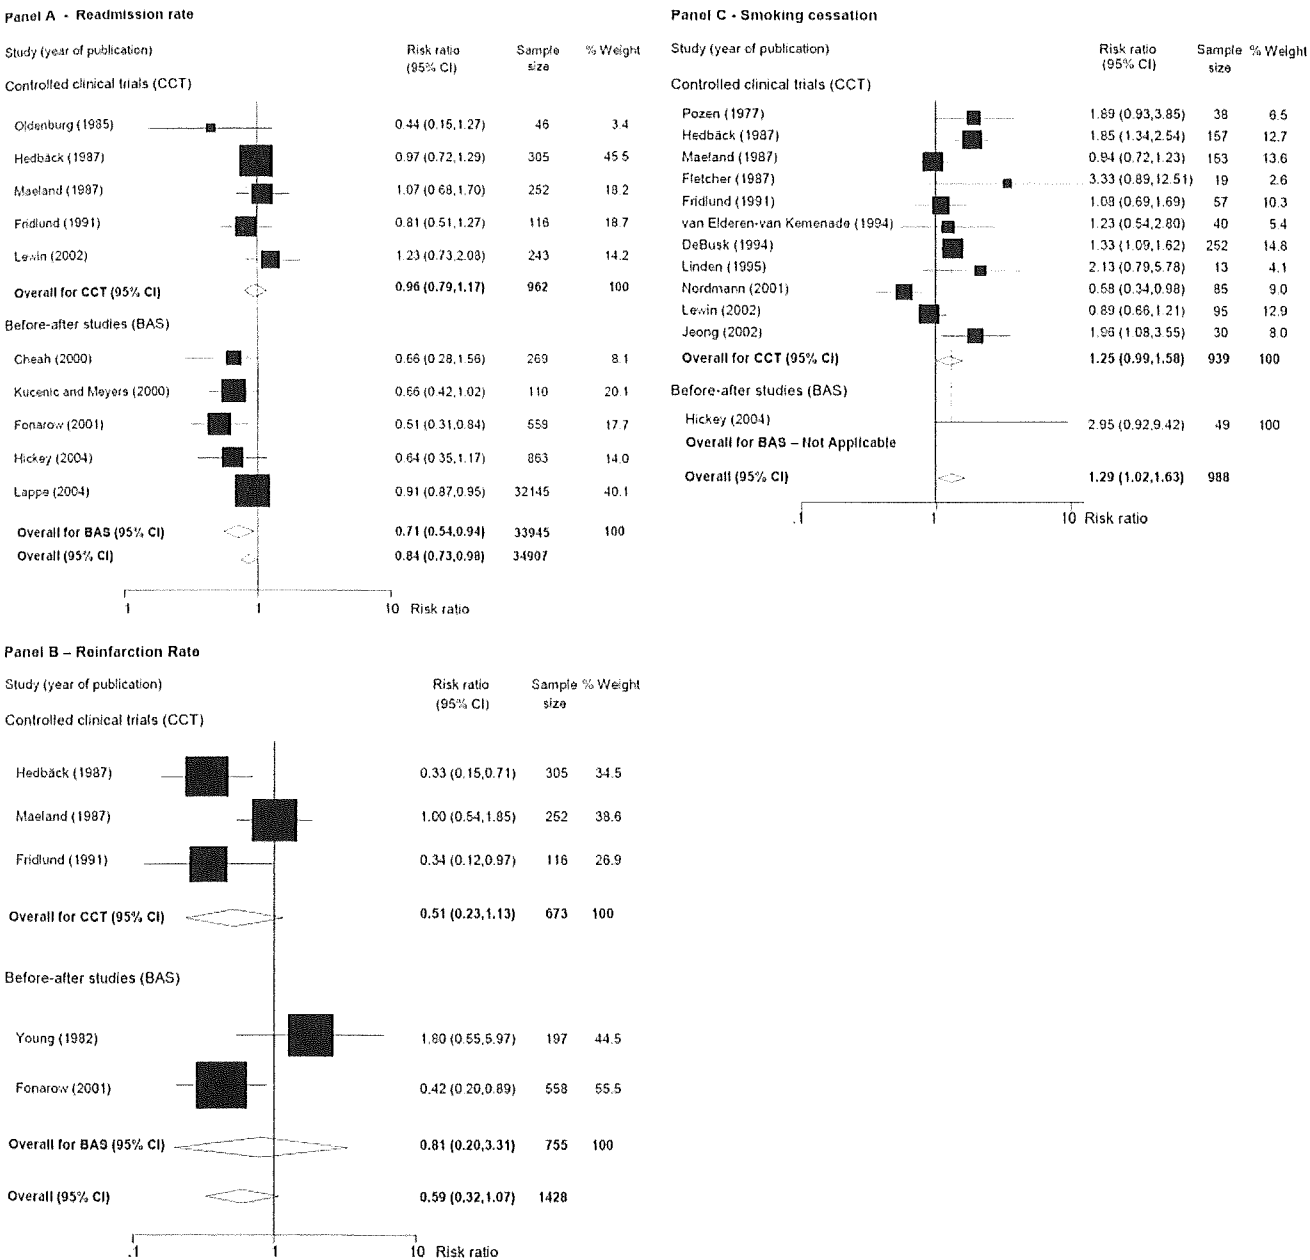 Panel A - Readmission rate
Study (year of publication) Risk ratio (95% CI) Sample size % Weight
Controlled clinical trials (CCT)
Oldenburg (1985) 0.44 (0.15,1.27) 46 3.4
Hedbäck (1987) 0.97 (0.72,1.29) 305 45.5
Maeland (1987) 1.07 (0.68,1.70) 252 18.2
Fridlund (1991) 0.81 (0.51,1.27) 116 18.7
Lewin (2002) 1.23 (0.73,2.08) 243 14.2
Overall for CCT (95% CI) 0.96 (0.79,1.17) 962 100
Before-after studies (BAS)
Cheah (2000) 0.66 (0.28,1.56) 269 8.1
Kucenic and Meyers (2000) 0.66 (0.42,1.02) 110 20.1
Fonarow (2001) 0.51 (0.31,0.84) 559 17.7
Hickey (2004) 0.64 (0.35,1.17) 863 14.0
Lappe (2004) 0.91 (0.87,0.95) 32145 40.1
Overall for BAS (95% CI) 0.71 (0.54,0.94) 33945 100
Overall (95% CI) 0.84 (0.73,0.98) 34907
1 1 10 Risk ratio
Panel B – Reinfarction Rate
Study (year of publication) Risk ratio (95% CI) Sample size % Weight
Controlled clinical trials (CCT)
Hedbäck (1987) 0.33 (0.15,0.71) 305 34.5
Maeland (1987) 1.00 (0.54,1.85) 252 38.6
Fridlund (1991) 0.34 (0.12,0.97) 116 26.9
Overall for CCT (95% CI) 0.51 (0.23,1.13) 673 100
Before-after studies (BAS)
Young (1982) 1.80 (0.55,5.97) 197 44.5
Fonarow (2001) 0.42 (0.20,0.89) 558 55.5
Overall for BAS (95% CI) 0.81 (0.20,3.31) 755 100
Overall (95% CI) 0.59 (0.32,1.07) 1428
.1 1 10 Risk ratio
Panel C - Smoking cessation
Study (year of publication) Risk ratio (95% CI) Sample size % Weight
Controlled clinical trials (CCT)
Pozen (1977) 1.89 (0.93,3.85) 38 6.5
Hedbäck (1987) 1.85 (1.34,2.54) 157 12.7
Maeland (1987) 0.94 (0.72,1.23) 153 13.6
Fletcher (1987) 3.33 (0.89,12.51) 19 2.6
Fridlund (1991) 1.08 (0.69,1.69) 57 10.3
van Elderen-van Kemenade (1994) 1.23 (0.54,2.80) 40 5.4
DeBusk (1994) 1.33 (1.09,1.62) 252 14.8
Linden (1995) 2.13 (0.79,5.78) 13 4.1
Nordmann (2001) 0.58 (0.34,0.98) 85 9.0
Lewin (2002) 0.89 (0.66,1.21) 95 12.9
Jeong (2002) 1.96 (1.08,3.55) 30 8.0
Overall for CCT (95% CI) 1.25 (0.99,1.58) 939 100
Before-after studies (BAS)
Hickey (2004) 2.95 (0.92,9.42) 49 100
Overall for BAS – Not Applicable
Overall (95% CI) 1.29 (1.02,1.63) 988
.1 1 10 Risk ratio